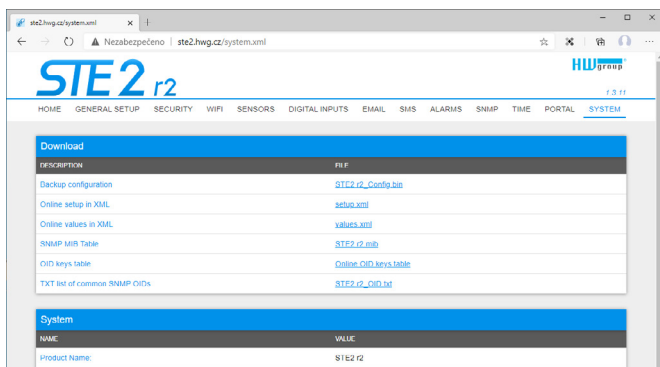 ste2.hwg.cz/system.xml
Nezabezpečeno | ste2.hwg.cz/system.xml
HWgroup
STE2 r2
1.3.11
HOME GENERAL SETUP SECURITY WIFI SENSORS DIGITAL INPUTS EMAIL SMS ALARMS SNMP TIME PORTAL SYSTEM
Download
DESCRIPTION FILE
Backup configuration STE2 r2_Config.bin
Online setup in XML setup.xml
Online values in XML values.xml
SNMP MIB Table STE2 r2.mib
OID keys table Online OID keys table
TXT list of common SNMP OIDs STE2 r2_OID.txt
System
NAME VALUE
Product Name: STE2 r2